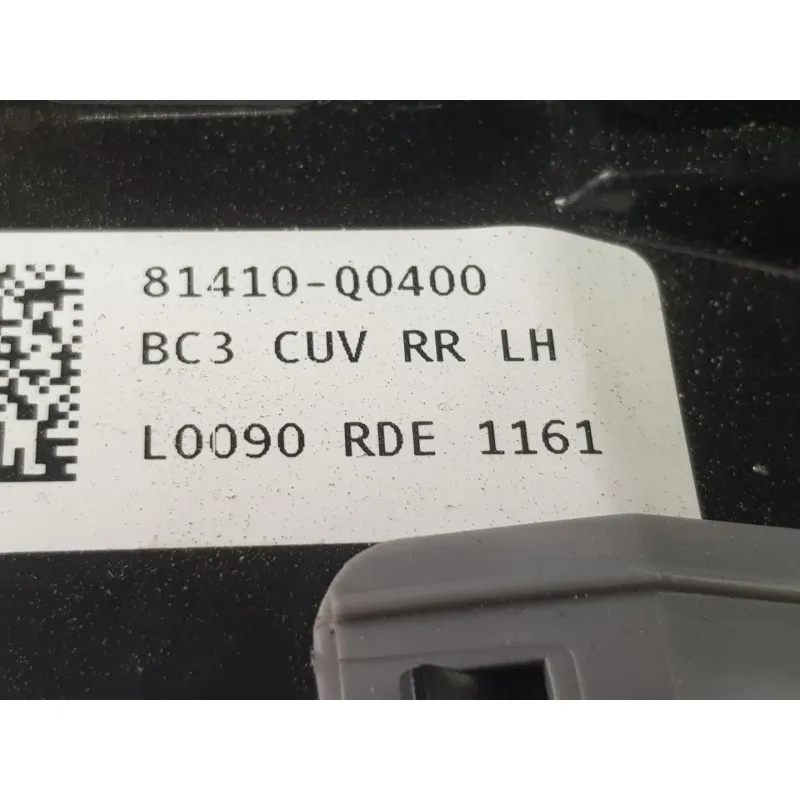 81410-Q0400
BC3 CUV RR LH
L0090 RDE 1161